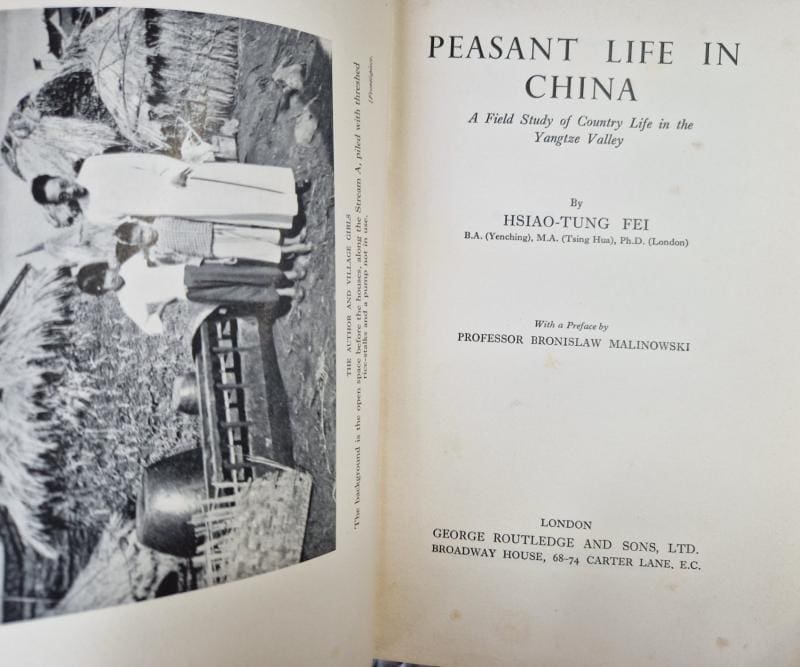 THE AUTHOR AND VILLAGE GIRLS
The background is the open space before the houses, along the Stream A, piled with threshed
rice-stalks and a pump not in use.
[Frontispiece.
PEASANT LIFE IN
CHINA
A Field Study of Country Life in the
Yangtze Valley
By
HSIAO-TUNG FEI
B.A. (Yenching), M.A. (Tsing Hua), Ph.D. (London)
With a Preface by
PROFESSOR BRONISLAW MALINOWSKI
LONDON
GEORGE ROUTLEDGE AND SONS, LTD.
BROADWAY HOUSE, 68-74 CARTER LANE, E.C.